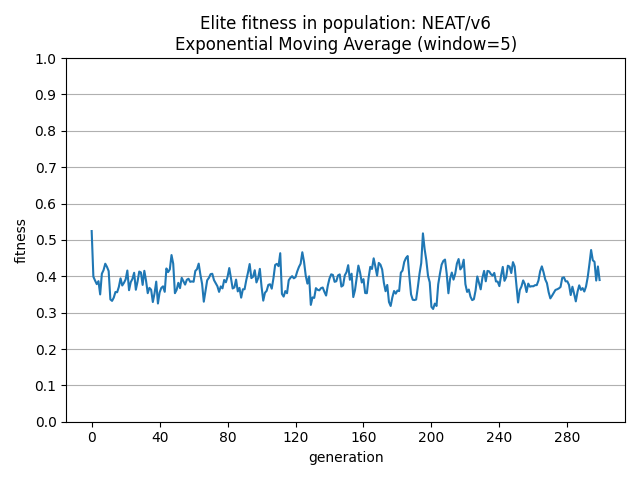 Elite fitness in population: NEAT/v6
Exponential Moving Average (window=5)
1.0
0.9
0.8
0.7
0.6
0.5
0.4
0.3
0.2
0.1
0.0
fitness
0 40 80 120 160 200 240 280
generation